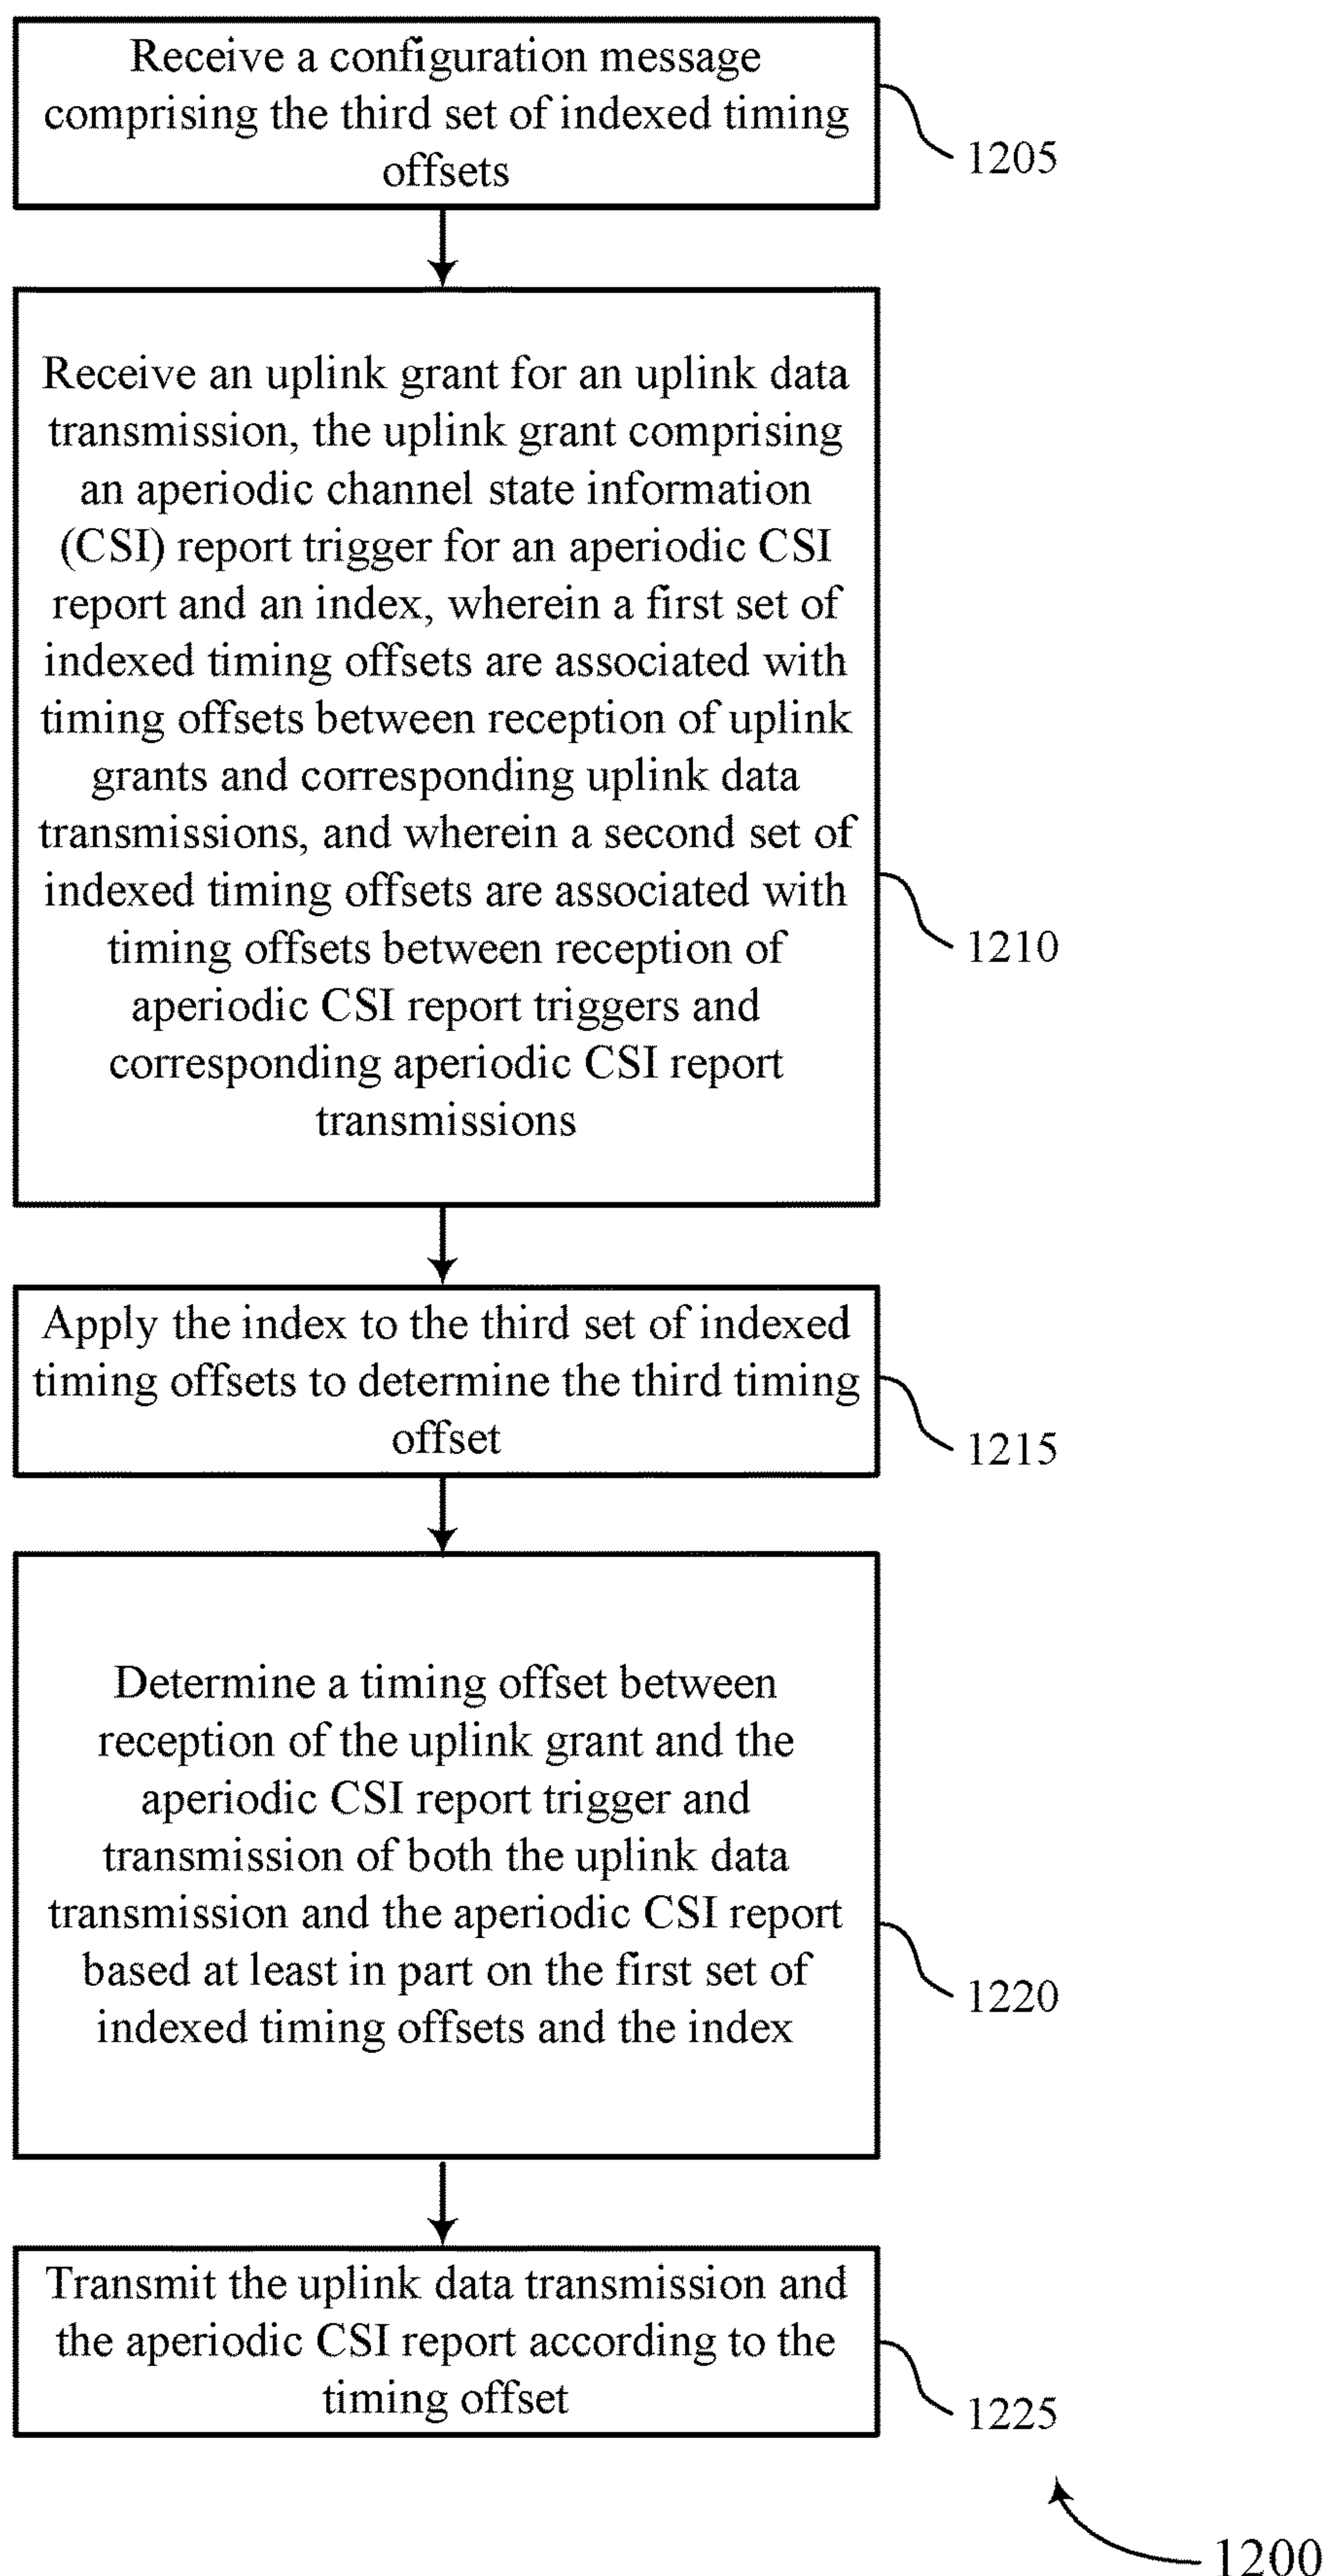 Receive a configuration message
comprising the third set of indexed timing
offsets
1205
Receive an uplink grant for an uplink data
transmission, the uplink grant comprising
an aperiodic channel state information
(CSI) report trigger for an aperiodic CSI
report and an index, wherein a first set of
indexed timing offsets are associated with
timing offsets between reception of uplink
grants and corresponding uplink data
transmissions, and wherein a second set of
indexed timing offsets are associated with
timing offsets between reception of
aperiodic CSI report triggers and
corresponding aperiodic CSI report
transmissions
1210
Apply the index to the third set of indexed
timing offsets to determine the third timing
offset
1215
Determine a timing offset between
reception of the uplink grant and the
aperiodic CSI report trigger and
transmission of both the uplink data
transmission and the aperiodic CSI report
based at least in part on the first set of
indexed timing offsets and the index
1220
Transmit the uplink data transmission and
the aperiodic CSI report according to the
timing offset
1225
1200